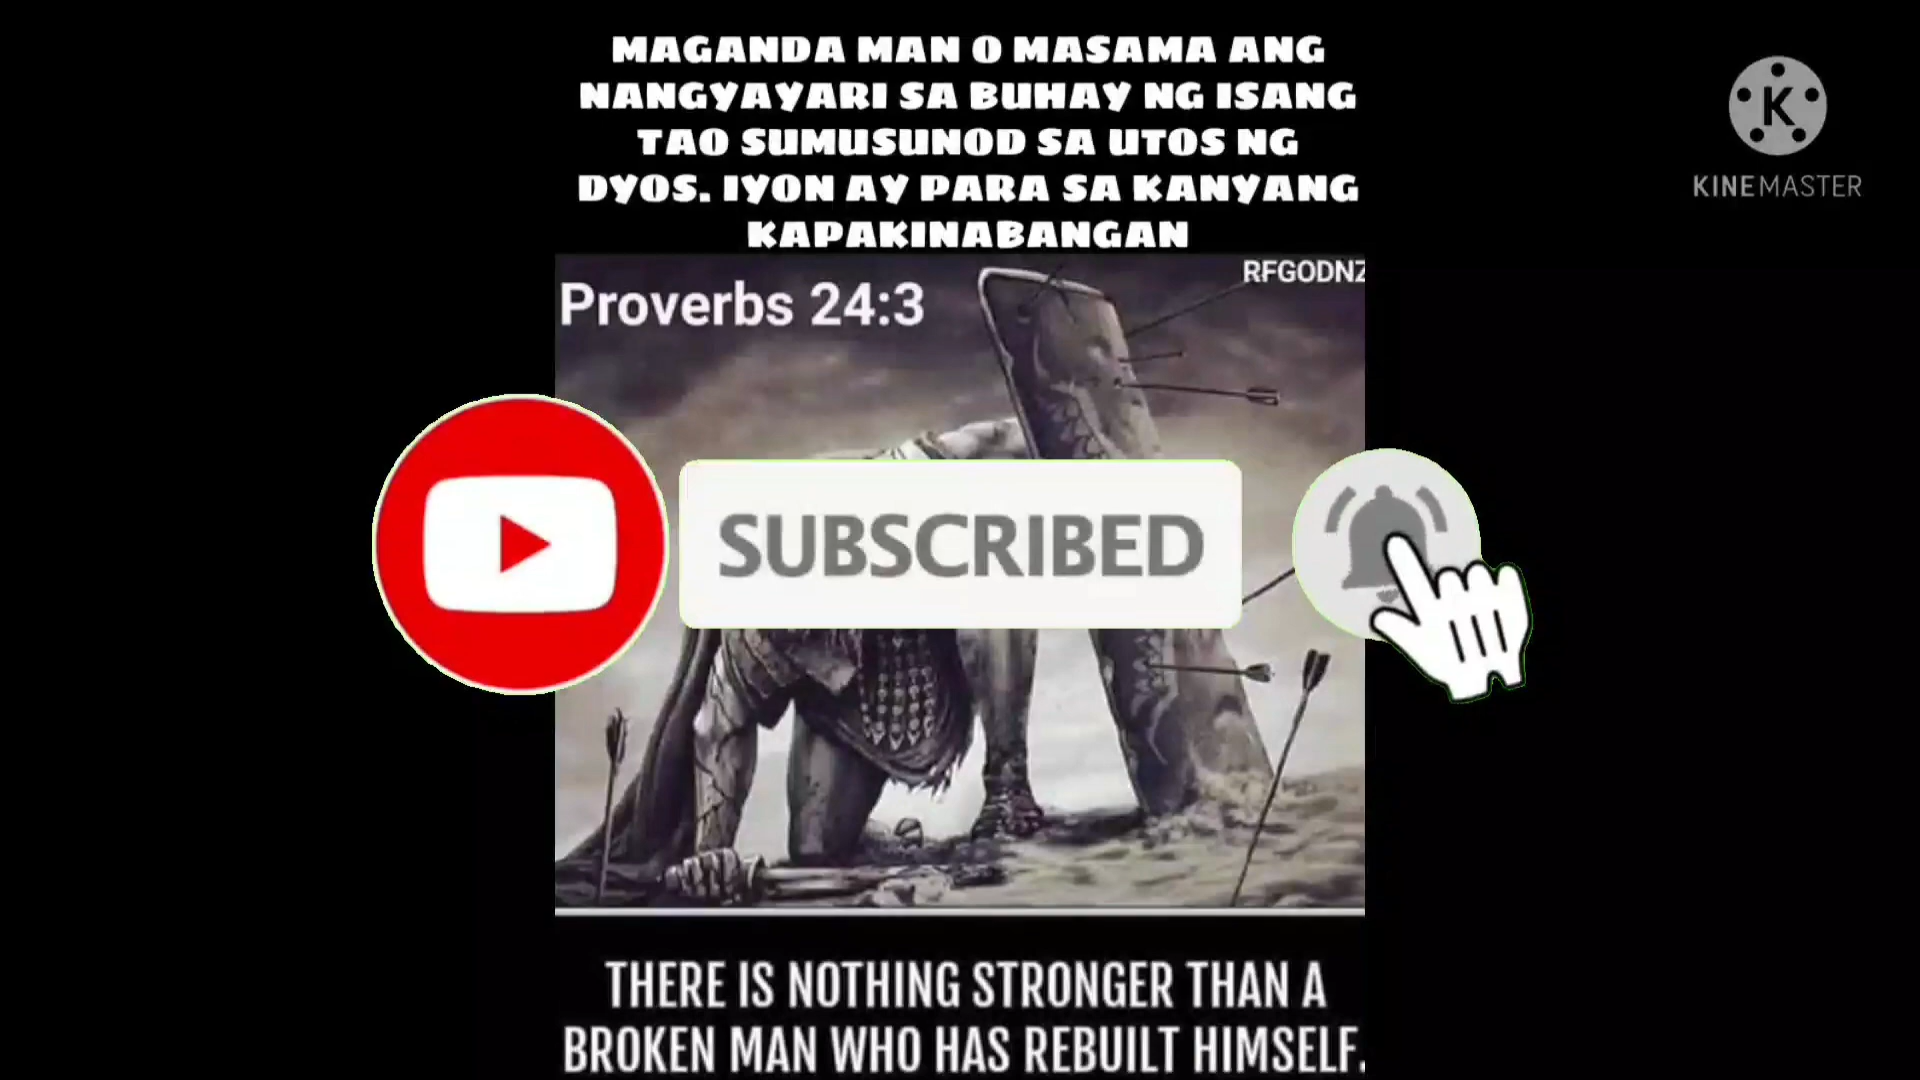 MAGANDA MAN O MASAMA ANG
NANGYAYARI SA BUHAY NG ISANG
TAO SUMUSUNOD SA UTOS NG
DYOS. IYON AY PARA SA KANYANG
KAPAKINABANGAN
K
KINEMASTER
RFGODNZ
Proverbs 24:3
SUBSCRIBED
THERE IS NOTHING STRONGER THAN A
BROKEN MAN WHO HAS REBUILT HIMSELF.